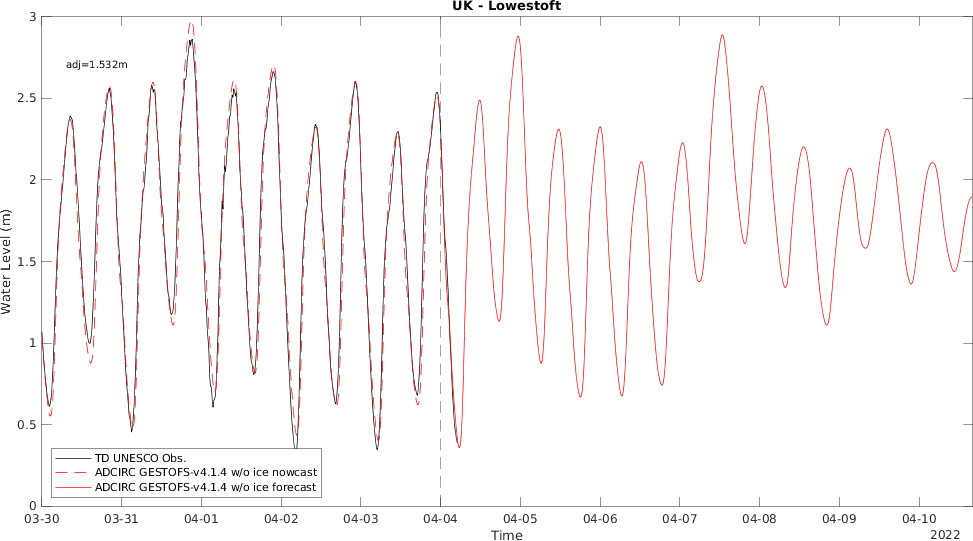 UK - Lowestoft
3
adj=1.532m
2.5
2
1.5
1
0.5
0
Water Level (m)
TD UNESCO Obs.
ADCIRC GESTOFS-v4.1.4 w/o ice nowcast
ADCIRC GESTOFS-v4.1.4 w/o ice forecast
03-30 03-31 04-01 04-02 04-03 04-04 04-05 04-06 04-07 04-08 04-09 04-10
Time
2022